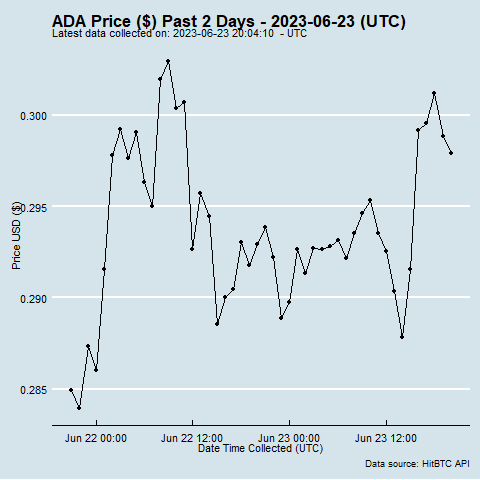 ADA Price ($) Past 2 Days - 2023-06-23 (UTC)
Latest data collected on: 2023-06-23 20:04:10 - UTC
0.300
0.295
0.290
0.285
Price USD ($)
Jun 22 00:00 Jun 22 12:00 Jun 23 00:00 Jun 23 12:00
Date Time Collected (UTC)
Data source: HitBTC API